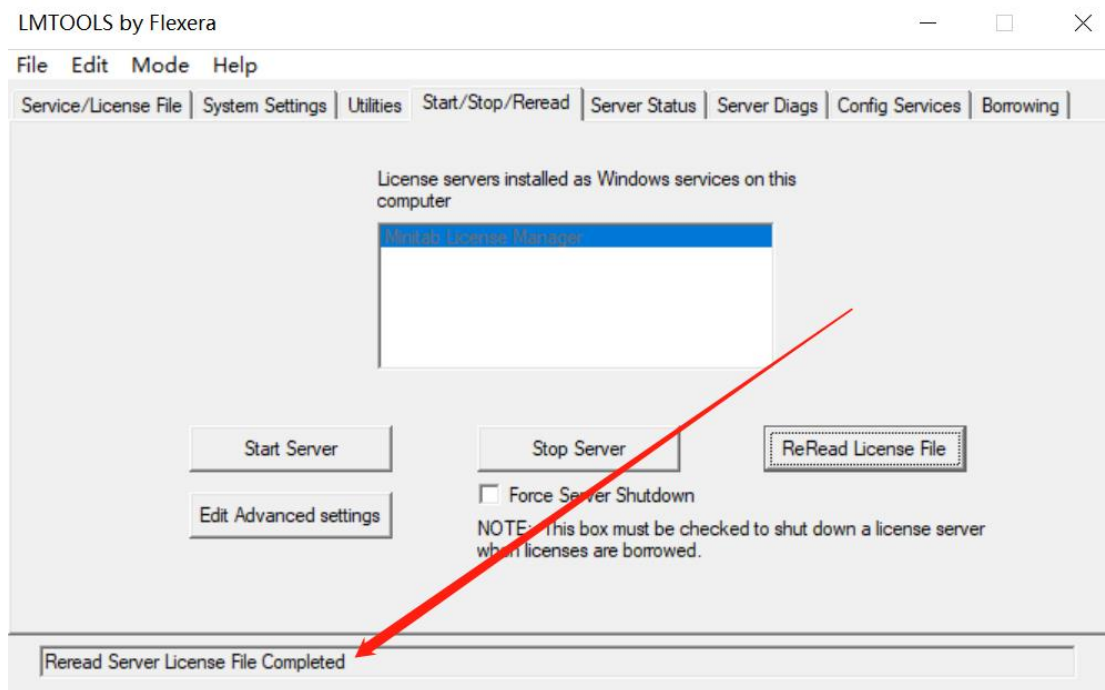 LMTOOLS by Flexera
File Edit Mode Help
Service/License File System Settings Utilities Start/Stop/Reread Server Status Server Diags Config Services Borrowing
License servers installed as Windows services on this
computer
Minitab License Manager
Start Server Stop Server ReRead License File
Force Server Shutdown
Edit Advanced settings
NOTE: This box must be checked to shut down a license server
when licenses are borrowed.
Reread Server License File Completed